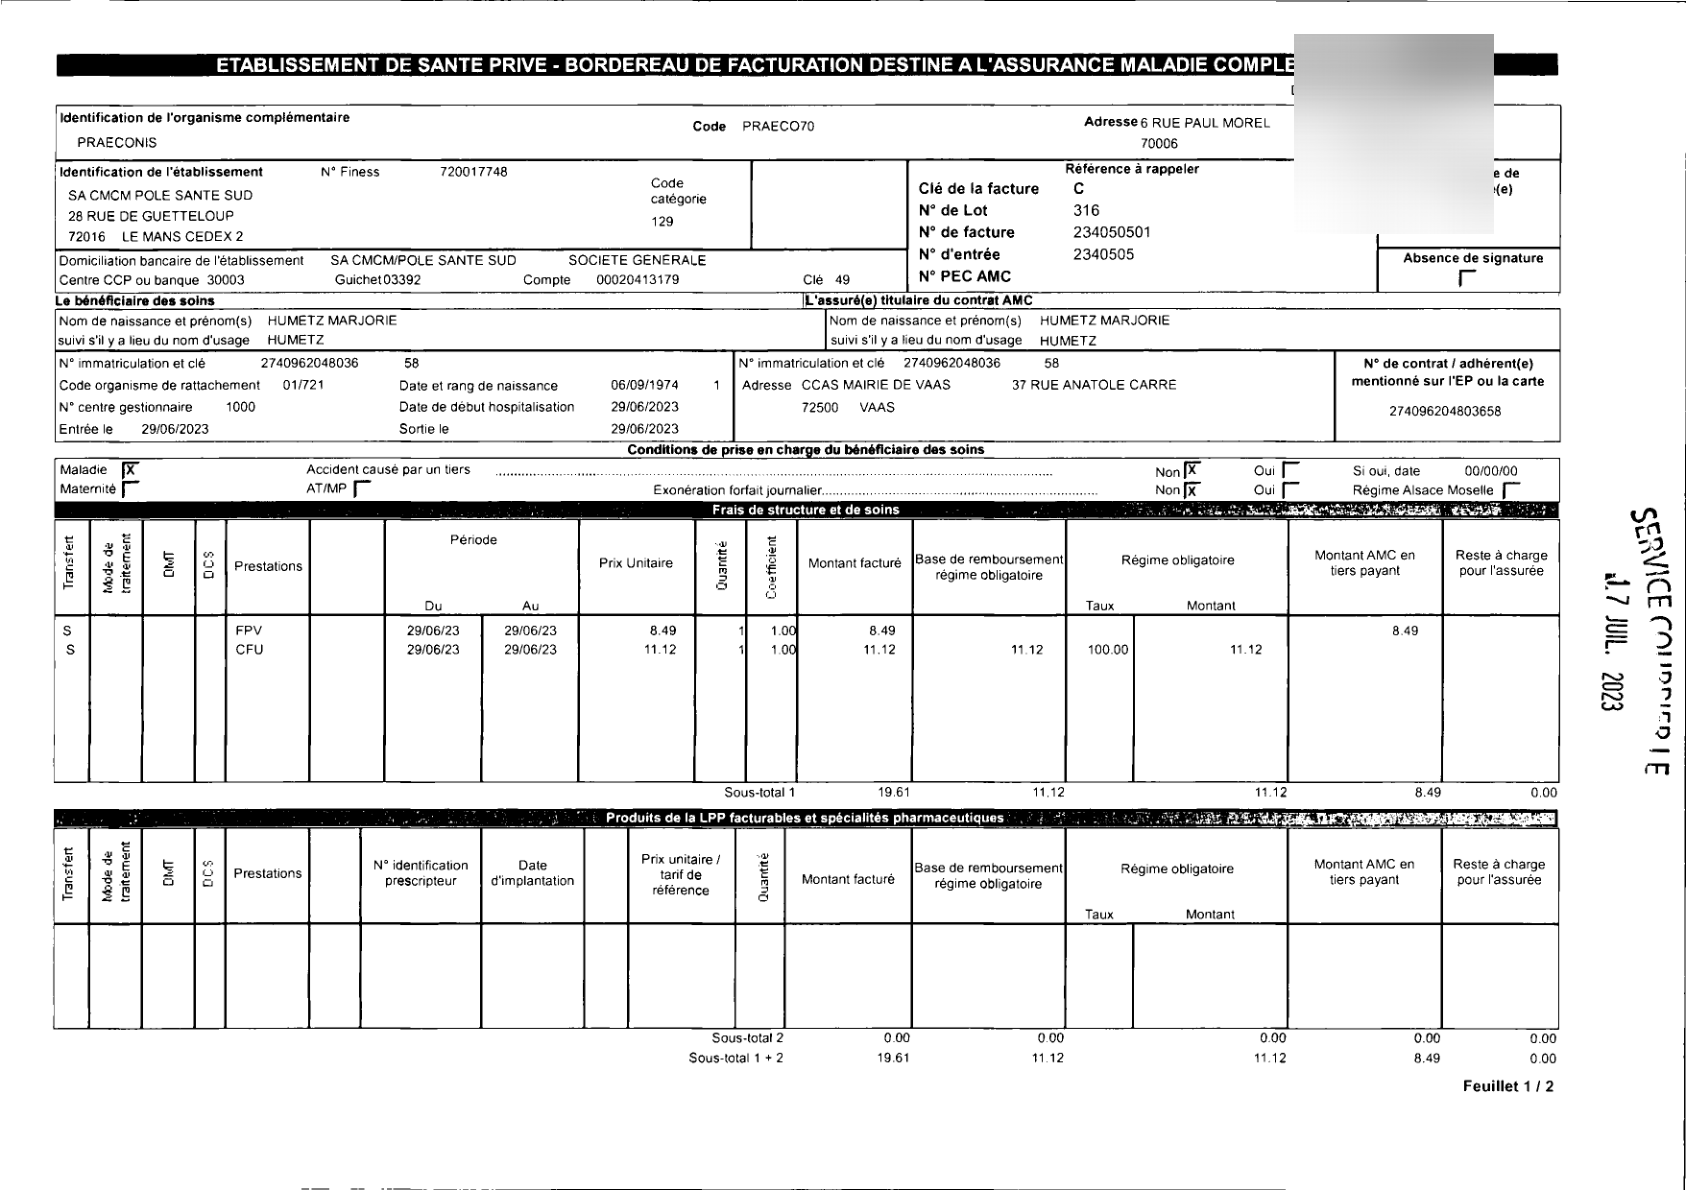 ETABLISSEMENT DE SANTE PRIVE - BORDEREAU DE FACTURATION DESTINE A L'ASSURANCE MALADIE COMPLE
Identification de l'organisme complémentaire
PRAECONIS
Code PRAECO70
Adresse 6 RUE PAUL MOREL
70006
Identification de l'établissement N° Finess 720017748
SA CMCM POLE SANTE SUD
28 RUE DE GUETTELOUP
72016 LE MANS CEDEX 2
Code
catégorie
129
Référence à rappeler
Clé de la facture C
N° de Lot 316
N° de facture 234050501
N° d'entrée 2340505
N° PEC AMC
e de
(e)
Absence de signature
Domiciliation bancaire de l'établissement SA CMCM/POLE SANTE SUD SOCIETE GENERALE
Centre CCP ou banque 30003 Guichet 03392 Compte 00020413179 Clé 49
Le bénéficiaire des soins
L'assuré(e) titulaire du contrat AMC
Nom de naissance et prénom(s) HUMETZ MARJORIE
suivi s'il y a lieu du nom d'usage HUMETZ
Nom de naissance et prénom(s) HUMETZ MARJORIE
suivi s'il y a lieu du nom d'usage HUMETZ
N° immatriculation et clé 2740962048036 58
Code organisme de rattachement 01/721 Date et rang de naissance 06/09/1974 1
N° centre gestionnaire 1000 Date de début hospitalisation 29/06/2023
Entrée le 29/06/2023 Sortie le 29/06/2023
N° immatriculation et clé 2740962048036 58
Adresse CCAS MAIRIE DE VAAS 37 RUE ANATOLE CARRE
72500 VAAS
N° de contrat / adhérent(e)
mentionné sur l'EP ou la carte
274096204803658
Conditions de prise en charge du bénéficiaire des soins
Maladie X Accident causé par un tiers Non X Oui Si oui, date 00/00/00
Maternité AT/MP Exonération forfait journalier Non X Oui Régime Alsace Moselle
Frais de structure et de soins
Transfert Mode de traitement DMT DCS Prestations Période Du Au Prix Unitaire Quantité Coefficient Montant facturé Base de remboursement régime obligatoire Régime obligatoire Taux Montant Montant AMC en tiers payant Reste à charge pour l'assurée
S FPV 29/06/23 29/06/23 8.49 1 1.00 8.49 8.49
S CFU 29/06/23 29/06/23 11.12 1 1.00 11.12 11.12 100.00 11.12
Sous-total 1 19.61 11.12 11.12 8.49 0.00
Produits de la LPP facturables et spécialités pharmaceutiques
Transfert Mode de traitement DMT DCS Prestations N° identification prescripteur Date d'implantation Prix unitaire / tarif de référence Quantité Montant facturé Base de remboursement régime obligatoire Régime obligatoire Taux Montant Montant AMC en tiers payant Reste à charge pour l'assurée
Sous-total 2 0.00 0.00 0.00 0.00 0.00
Sous-total 1 + 2 19.61 11.12 11.12 8.49 0.00
Feuillet 1 / 2
SERVICE COURRIER
17 JUIL. 2023